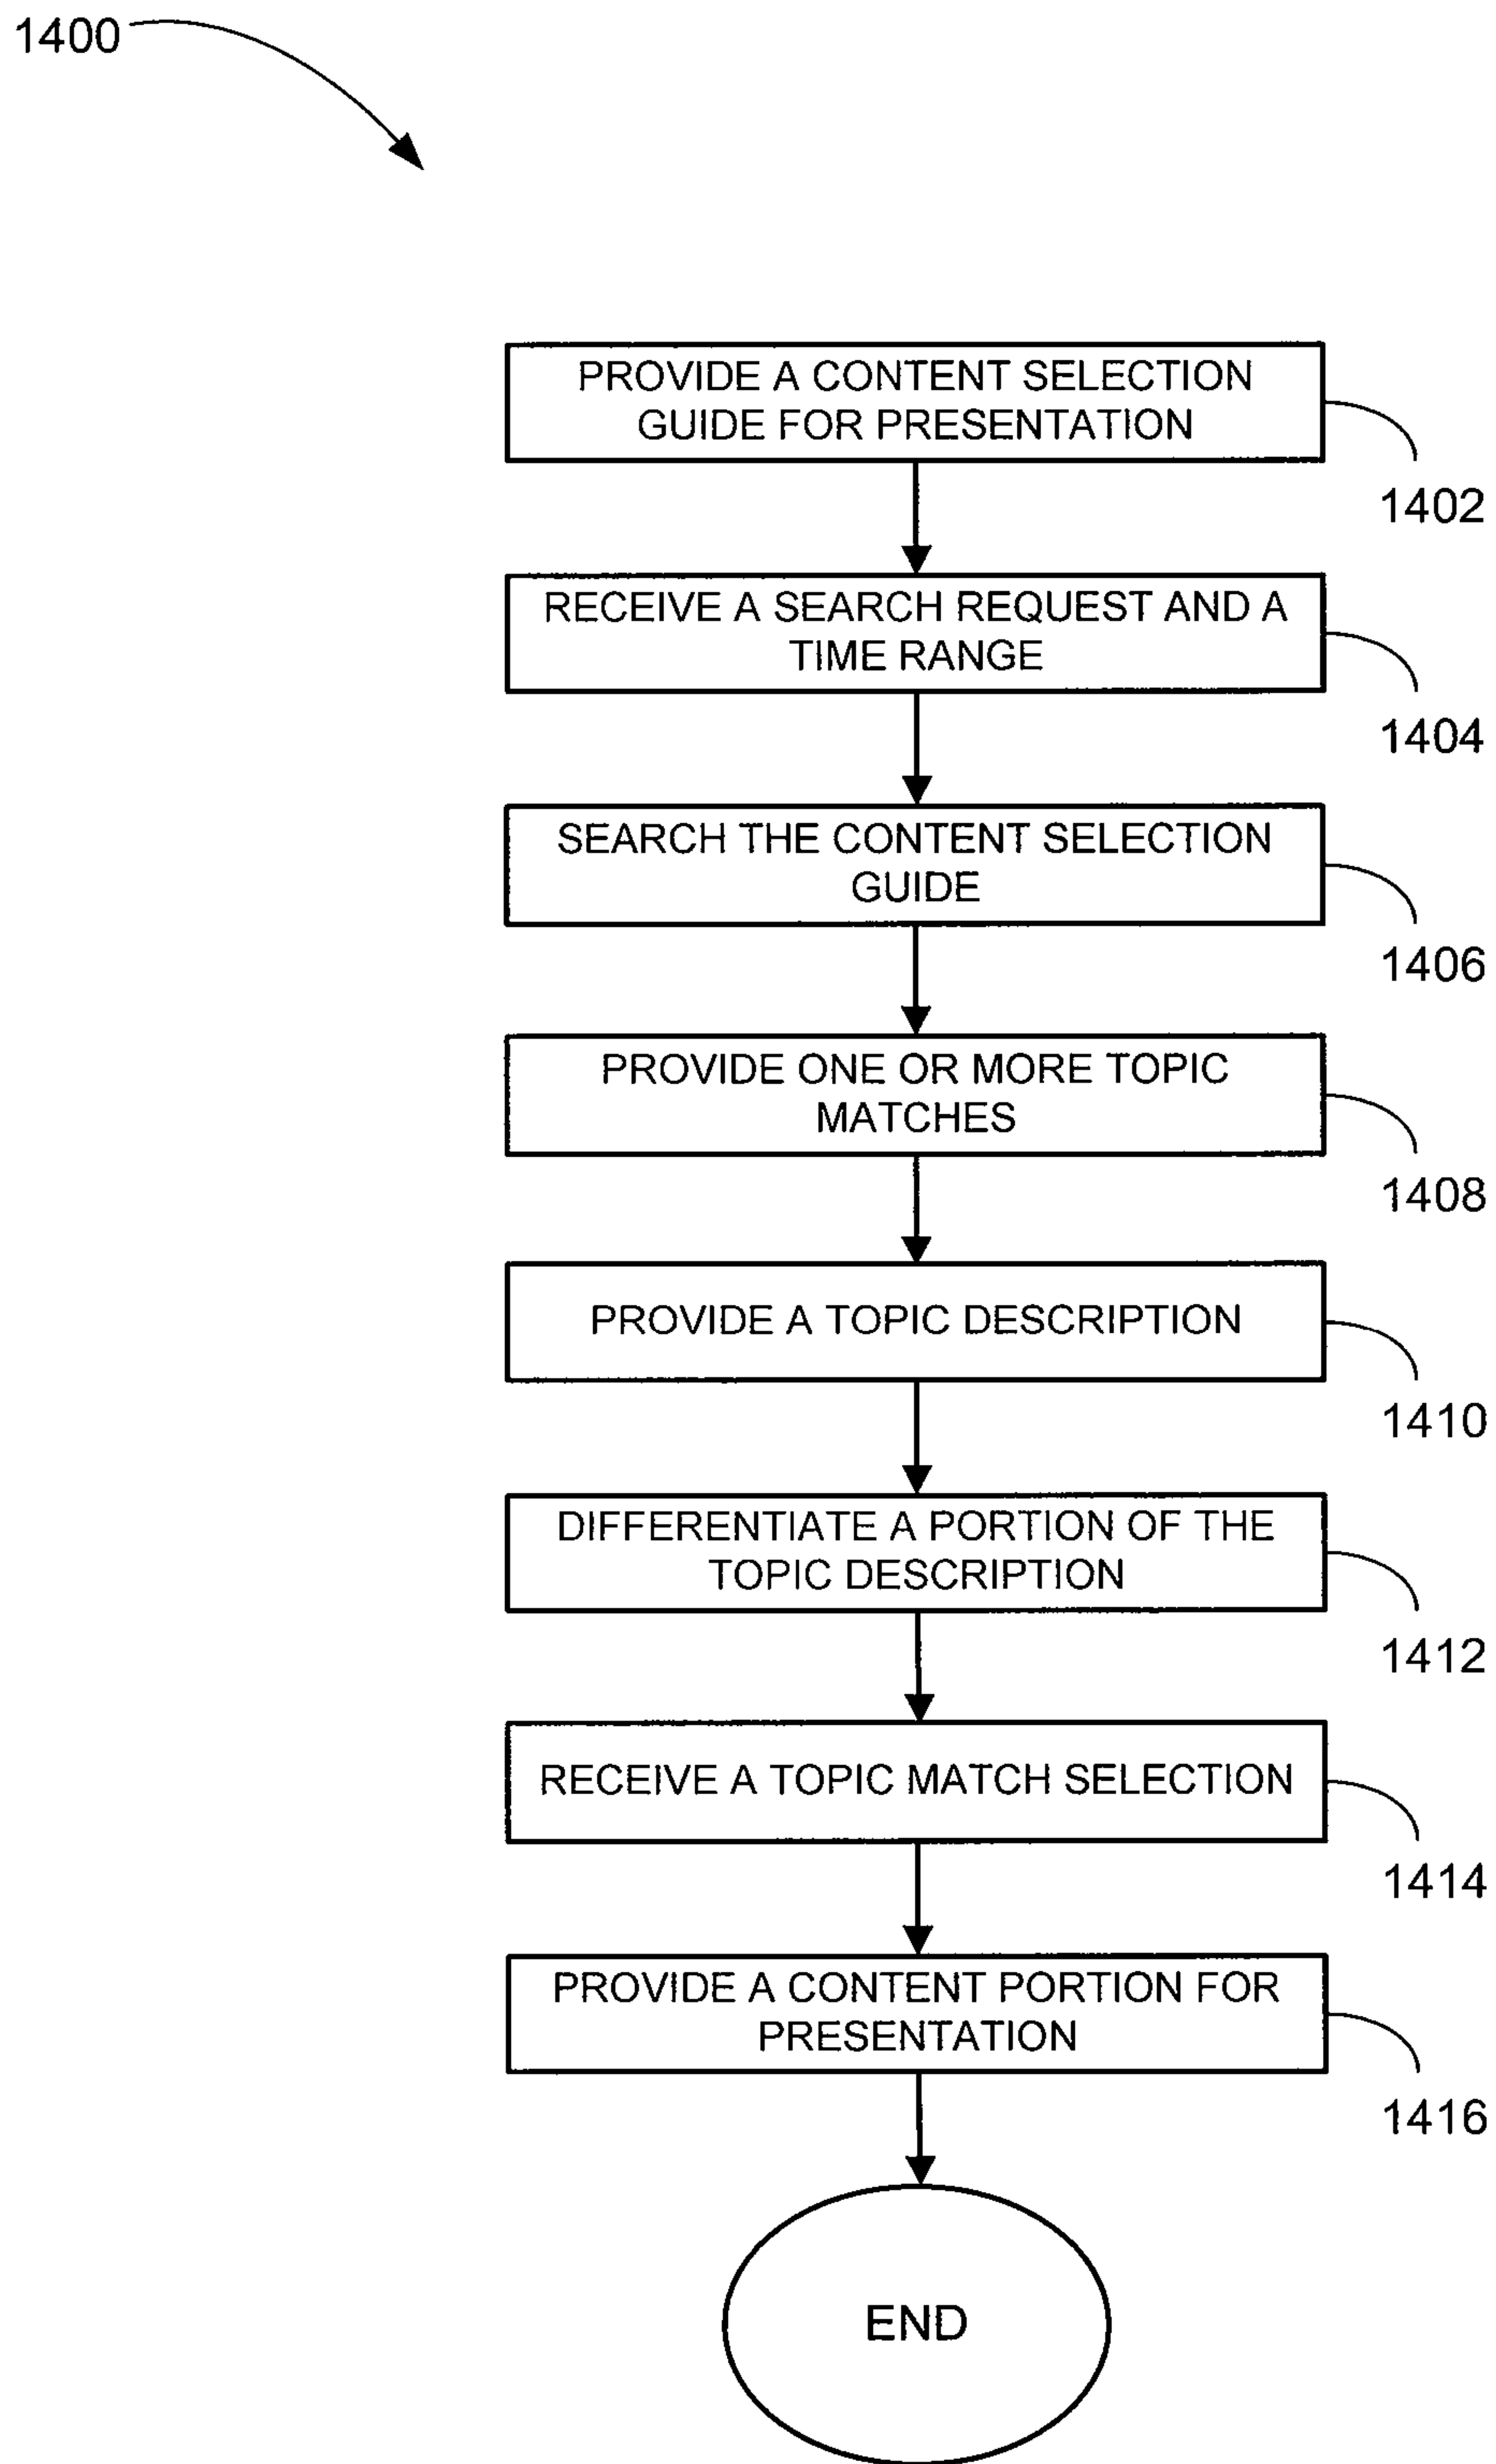 1400
PROVIDE A CONTENT SELECTION
GUIDE FOR PRESENTATION
1402
RECEIVE A SEARCH REQUEST AND A
TIME RANGE
1404
SEARCH THE CONTENT SELECTION
GUIDE
1406
PROVIDE ONE OR MORE TOPIC
MATCHES
1408
PROVIDE A TOPIC DESCRIPTION
1410
DIFFERENTIATE A PORTION OF THE
TOPIC DESCRIPTION
1412
RECEIVE A TOPIC MATCH SELECTION
1414
PROVIDE A CONTENT PORTION FOR
PRESENTATION
1416
END